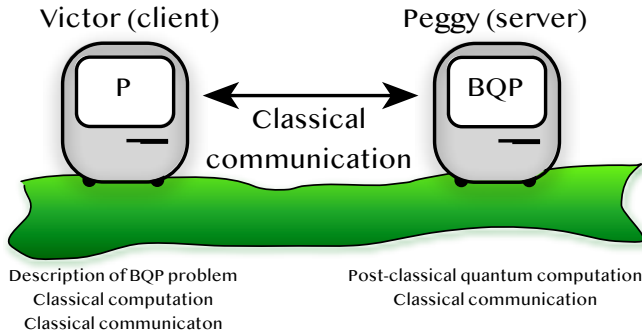 Victor (client)
Peggy (server)
P
BQP
Classical
communication
Description of BQP problem
Classical computation
Classical communicaton
Post-classical quantum computation
Classical communication